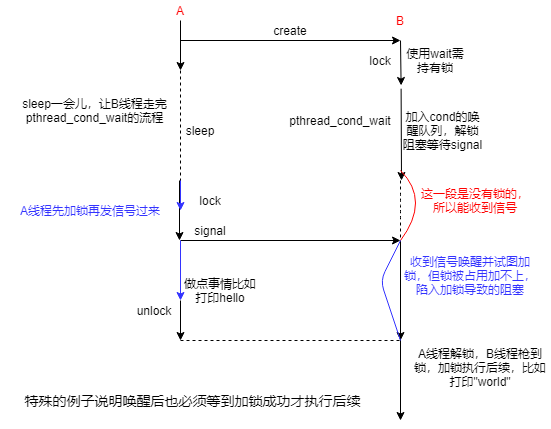 A
B
create
lock
使用wait需
持有锁
sleep一会儿，让B线程走完
pthread_cond_wait的流程
sleep
pthread_cond_wait
加入cond的唤
醒队列，解锁
阻塞等待signal
这一段是没有锁的，
所以能收到信号
lock
A线程先加锁再发信号过来
signal
收到信号唤醒并试图加
锁，但锁被占用加不上，
陷入加锁导致的阻塞
做点事情比如
打印hello
unlock
A线程解锁，B线程枪到
锁，加锁执行后续，比如
打印"world"
特殊的例子说明唤醒后也必须等到加锁成功才执行后续